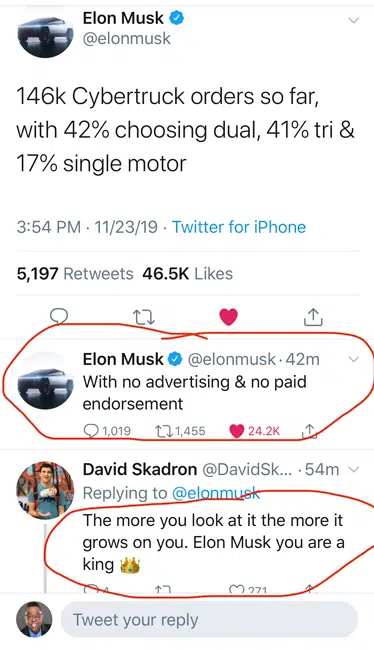 Elon Musk
@elonmusk
146k Cybertruck orders so far,
with 42% choosing dual, 41% tri &
17% single motor
3:54 PM · 11/23/19 · Twitter for iPhone
5,197 Retweets 46.5K Likes
Elon Musk @elonmusk · 42m
With no advertising & no paid
endorsement
1,019 1,455 24.2K
David Skadron @DavidSk... · 54m
Replying to @elonmusk
The more you look at it the more it
grows on you. Elon Musk you are a
king 👑
4 271
Tweet your reply